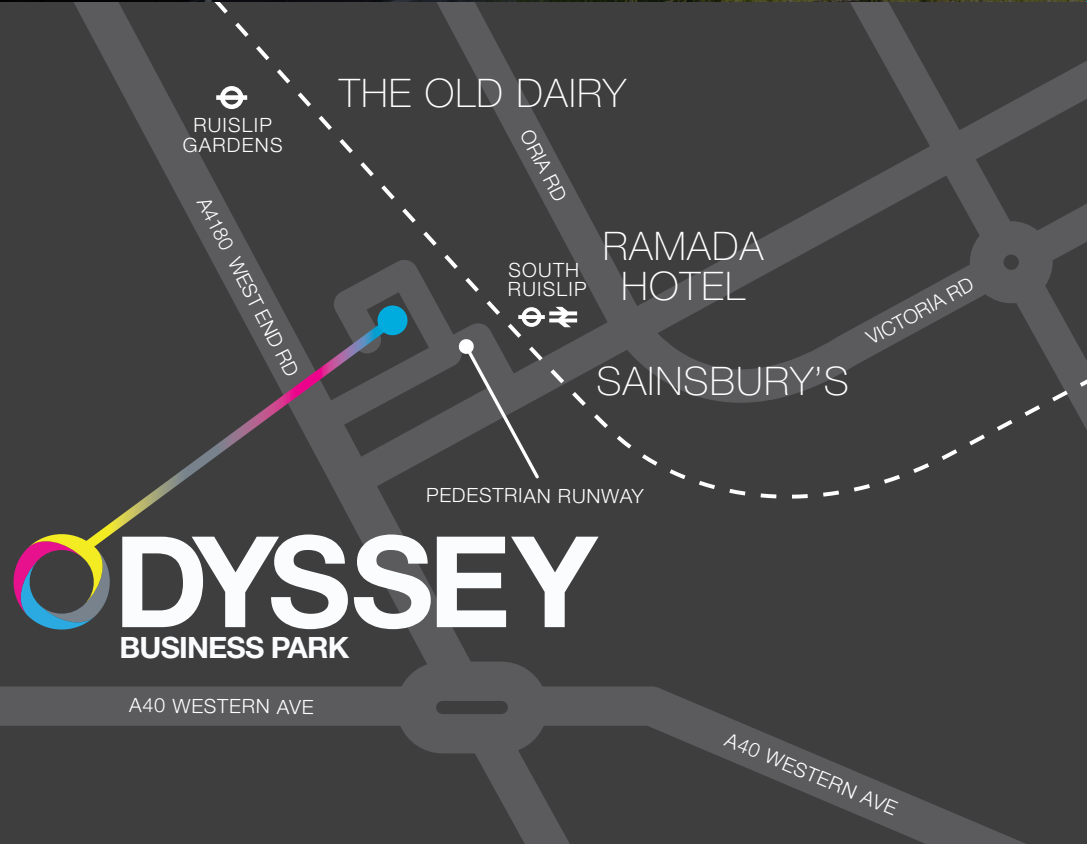 THE OLD DAIRY
RUISLIP
GARDENS
ORIA RD
A4180 WEST END RD
RAMADA
HOTEL
SOUTH
RUISLIP
VICTORIA RD
SAINSBURY'S
PEDESTRIAN RUNWAY
ODYSSEY
BUSINESS PARK
A40 WESTERN AVE
A40 WESTERN AVE